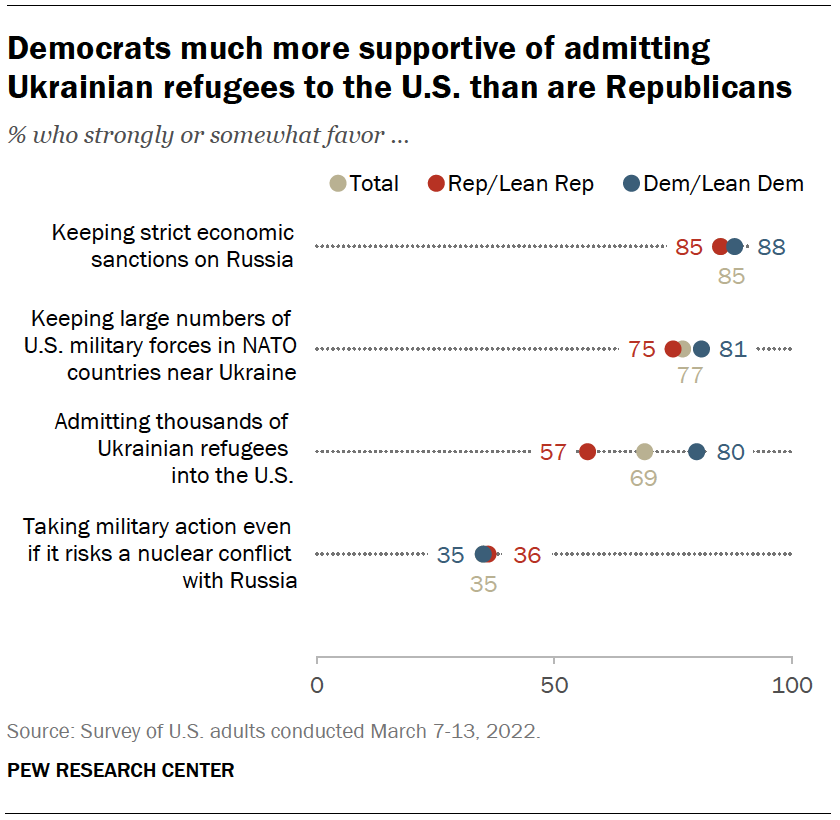 Democrats much more supportive of admitting
Ukrainian refugees to the U.S. than are Republicans
% who strongly or somewhat favor ...
Total Rep/Lean Rep Dem/Lean Dem
Keeping strict economic
sanctions on Russia
85 88
85
Keeping large numbers of
U.S. military forces in NATO
countries near Ukraine
75 81
77
Admitting thousands of
Ukrainian refugees
into the U.S.
57 80
69
Taking military action even
if it risks a nuclear conflict
with Russia
35 36
35
0 50 100
Source: Survey of U.S. adults conducted March 7-13, 2022.
PEW RESEARCH CENTER